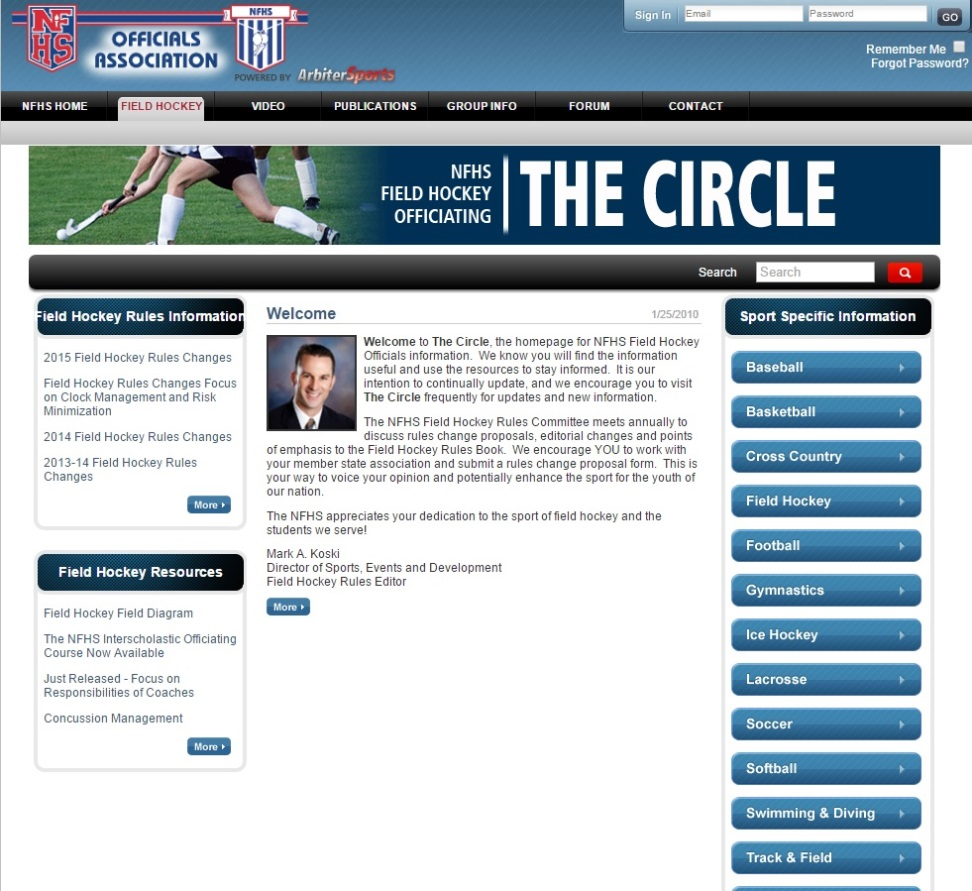 NFHS
OFFICIALS
ASSOCIATION
NFHS
POWERED BY ArbiterSports
Sign In
Email
Password
GO
Remember Me
Forgot Password?
NFHS HOME
FIELD HOCKEY
VIDEO
PUBLICATIONS
GROUP INFO
FORUM
CONTACT
NFHS
FIELD HOCKEY
OFFICIATING
THE CIRCLE
Search
Search
Field Hockey Rules Information
2015 Field Hockey Rules Changes
Field Hockey Rules Changes Focus
on Clock Management and Risk
Minimization
2014 Field Hockey Rules Changes
2013-14 Field Hockey Rules
Changes
More
Field Hockey Resources
Field Hockey Field Diagram
The NFHS Interscholastic Officiating
Course Now Available
Just Released - Focus on
Responsibilities of Coaches
Concussion Management
More
Welcome
1/25/2010
Welcome to The Circle, the homepage for NFHS Field Hockey
Officials information. We know you will find the information
useful and use the resources to stay informed. It is our
intention to continually update, and we encourage you to visit
The Circle frequently for updates and new information.
The NFHS Field Hockey Rules Committee meets annually to
discuss rules change proposals, editorial changes and points
of emphasis to the Field Hockey Rules Book. We encourage YOU to work with
your member state association and submit a rules change proposal form. This is
your way to voice your opinion and potentially enhance the sport for the youth of
our nation.
The NFHS appreciates your dedication to the sport of field hockey and the
students we serve!
Mark A. Koski
Director of Sports, Events and Development
Field Hockey Rules Editor
More
Sport Specific Information
Baseball
Basketball
Cross Country
Field Hockey
Football
Gymnastics
Ice Hockey
Lacrosse
Soccer
Softball
Swimming & Diving
Track & Field